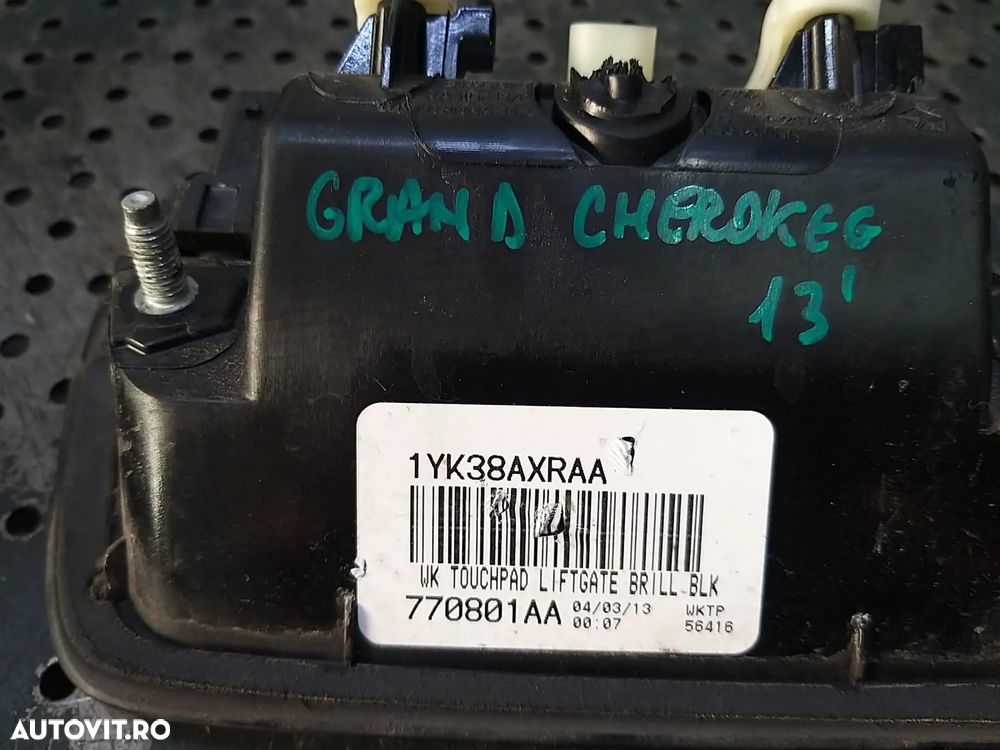 GRAND CHEROKEG
13'
1YK38AXRAA
WK TOUCHPAD LIFTGATE BRILL BLK
770801AA 04/03/13 WKTP
00:07 56416
AUTOVIT.RO